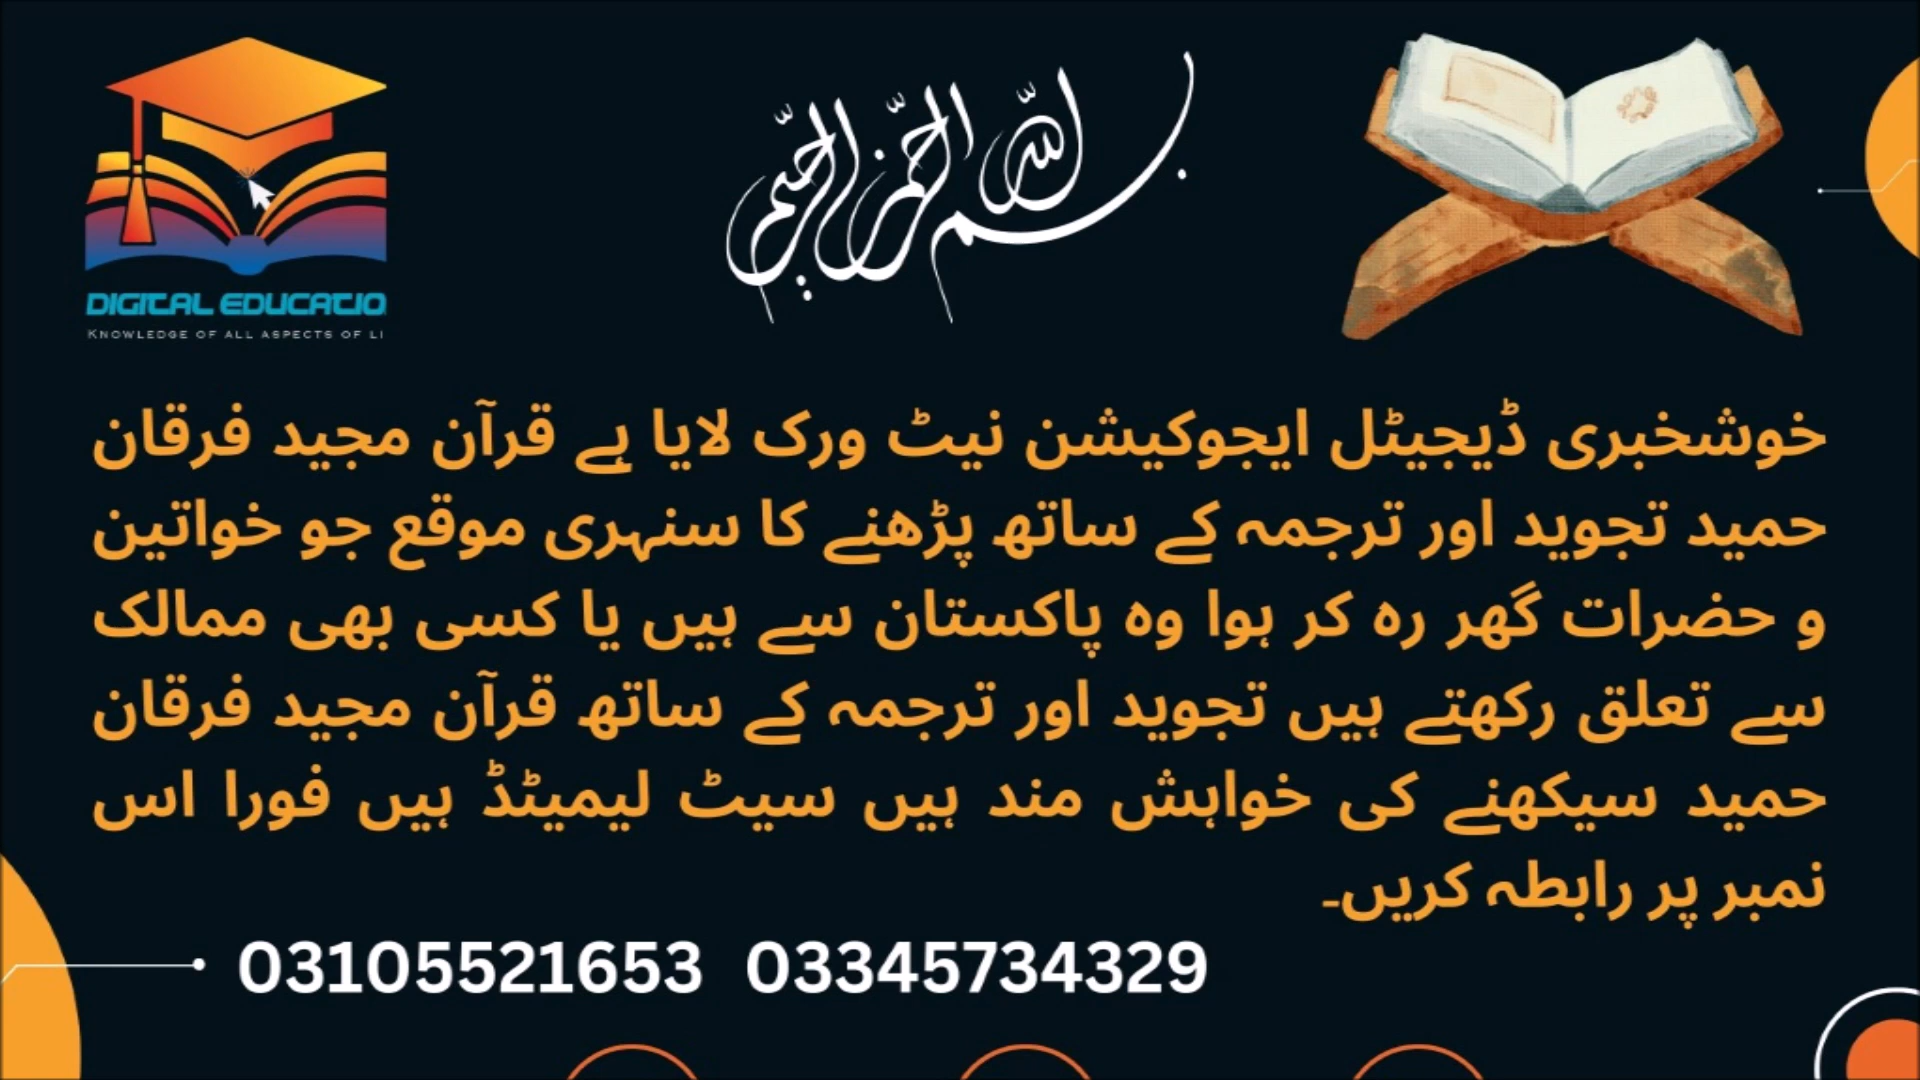 بسم الله الرحمن الرحيم
DIGITAL EDUCATIO
KNOWLEDGE OF ALL ASPECTS OF LI
خوشخبری ڈیجیٹل ایجوکیشن نیٹ ورک لایا ہے قرآن مجید فرقان
حمید تجوید اور ترجمہ کے ساتھ پڑھنے کا سنہری موقع جو خواتین
و حضرات گھر رہ کر ہوا وہ پاکستان سے ہیں یا کسی بھی ممالک
سے تعلق رکھتے ہیں تجوید اور ترجمہ کے ساتھ قرآن مجید فرقان
حمید سیکھنے کی خواہش مند ہیں سیٹ لیمیٹڈ ہیں فورا اس
نمبر پر رابطہ کریں۔
03105521653 03345734329